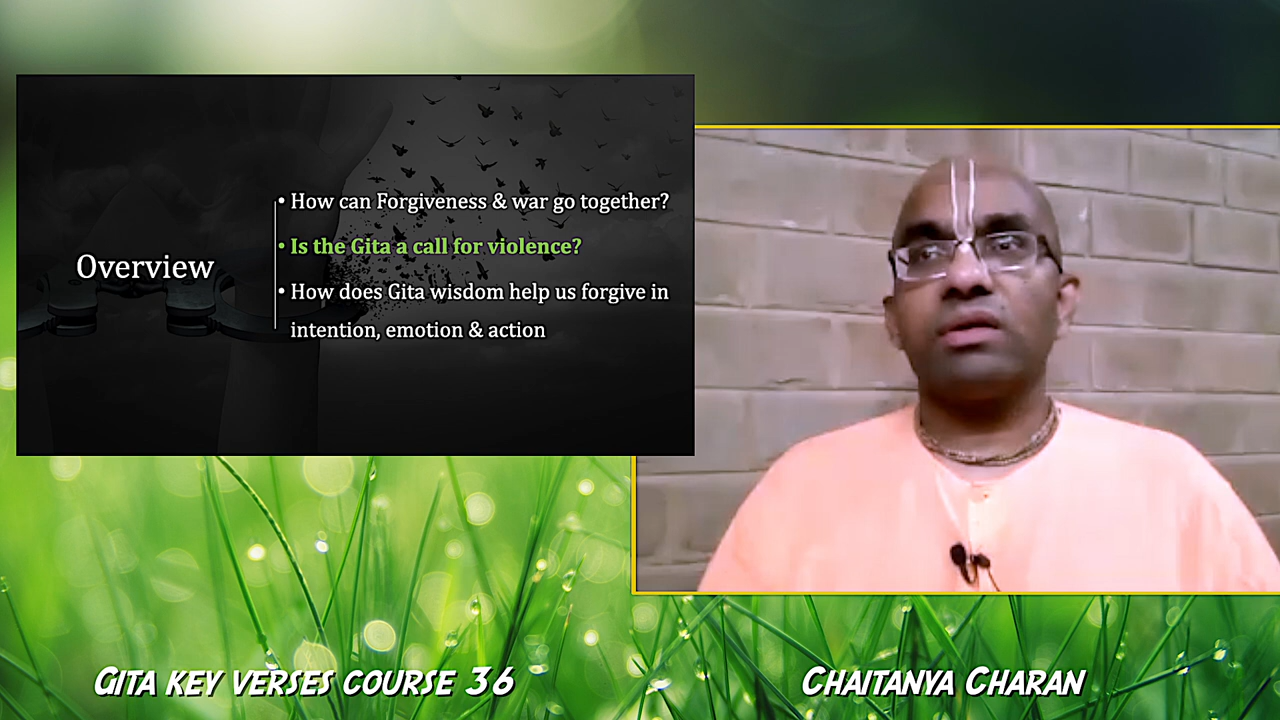 Overview
• How can Forgiveness & war go together?
• Is the Gita a call for violence?
• How does Gita wisdom help us forgive in
intention, emotion & action
GITA KEY VERSES COURSE 36
CHAITANYA CHARAN